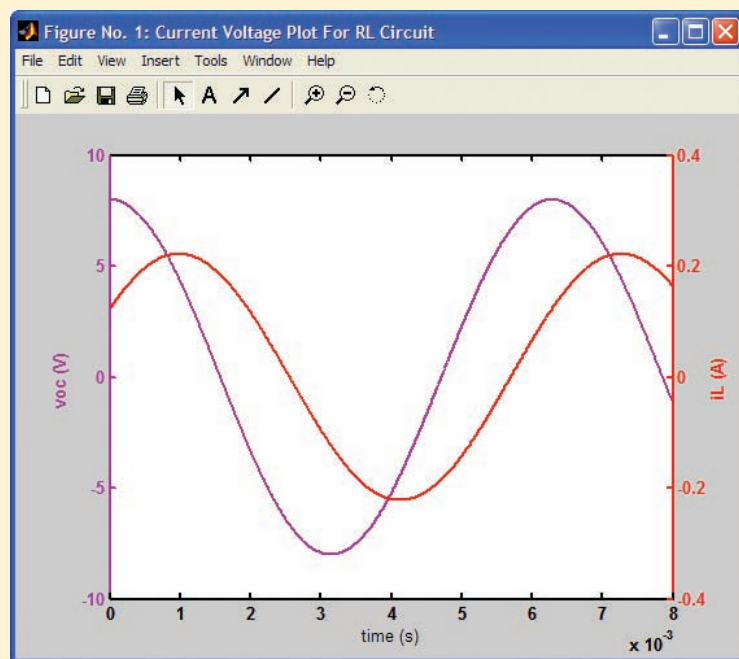 Figure No. 1: Current Voltage Plot For RL Circuit
File Edit View Insert Tools Window Help
A
10
5
0
-5
-10
voc (V)
0.4
0.2
0
-0.2
-0.4
iL (A)
0 1 2 3 4 5 6 7 8
time (s)
x 10-3